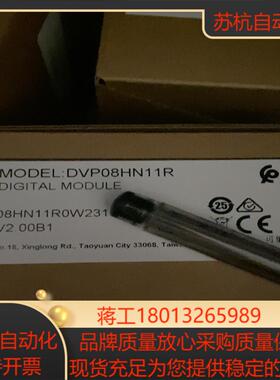 苏杭自动
MODEL:DVP08HN11R
DIGITAL MODULE
08HN11R0W231
V2.00B1
25
18, Xinglong Rd., Taoyuan City 33068,
蒋工18013265989
自动化
品牌质量放心采购质量保
开票
现货充足为您提供稳定的